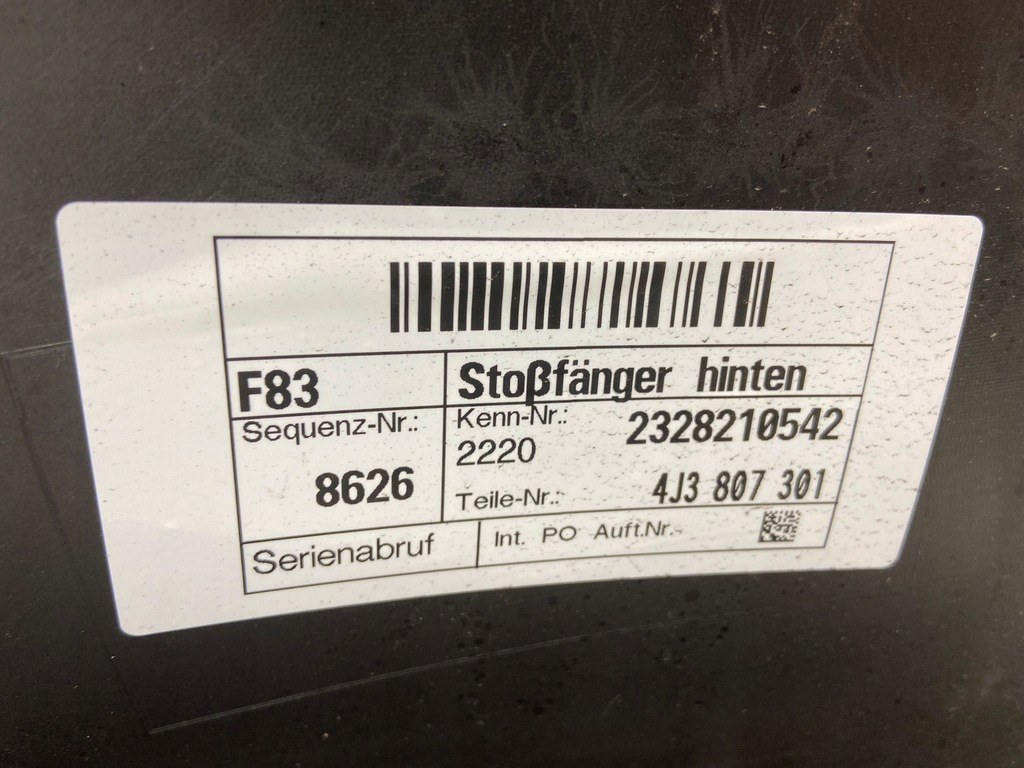 F83
Stoßfänger hinten
Sequenz-Nr.:
8626
Kenn-Nr.:
2328210542
2220
Teile-Nr.:
4J3 807 301
Serienabruf
Int. PO Auft.Nr.